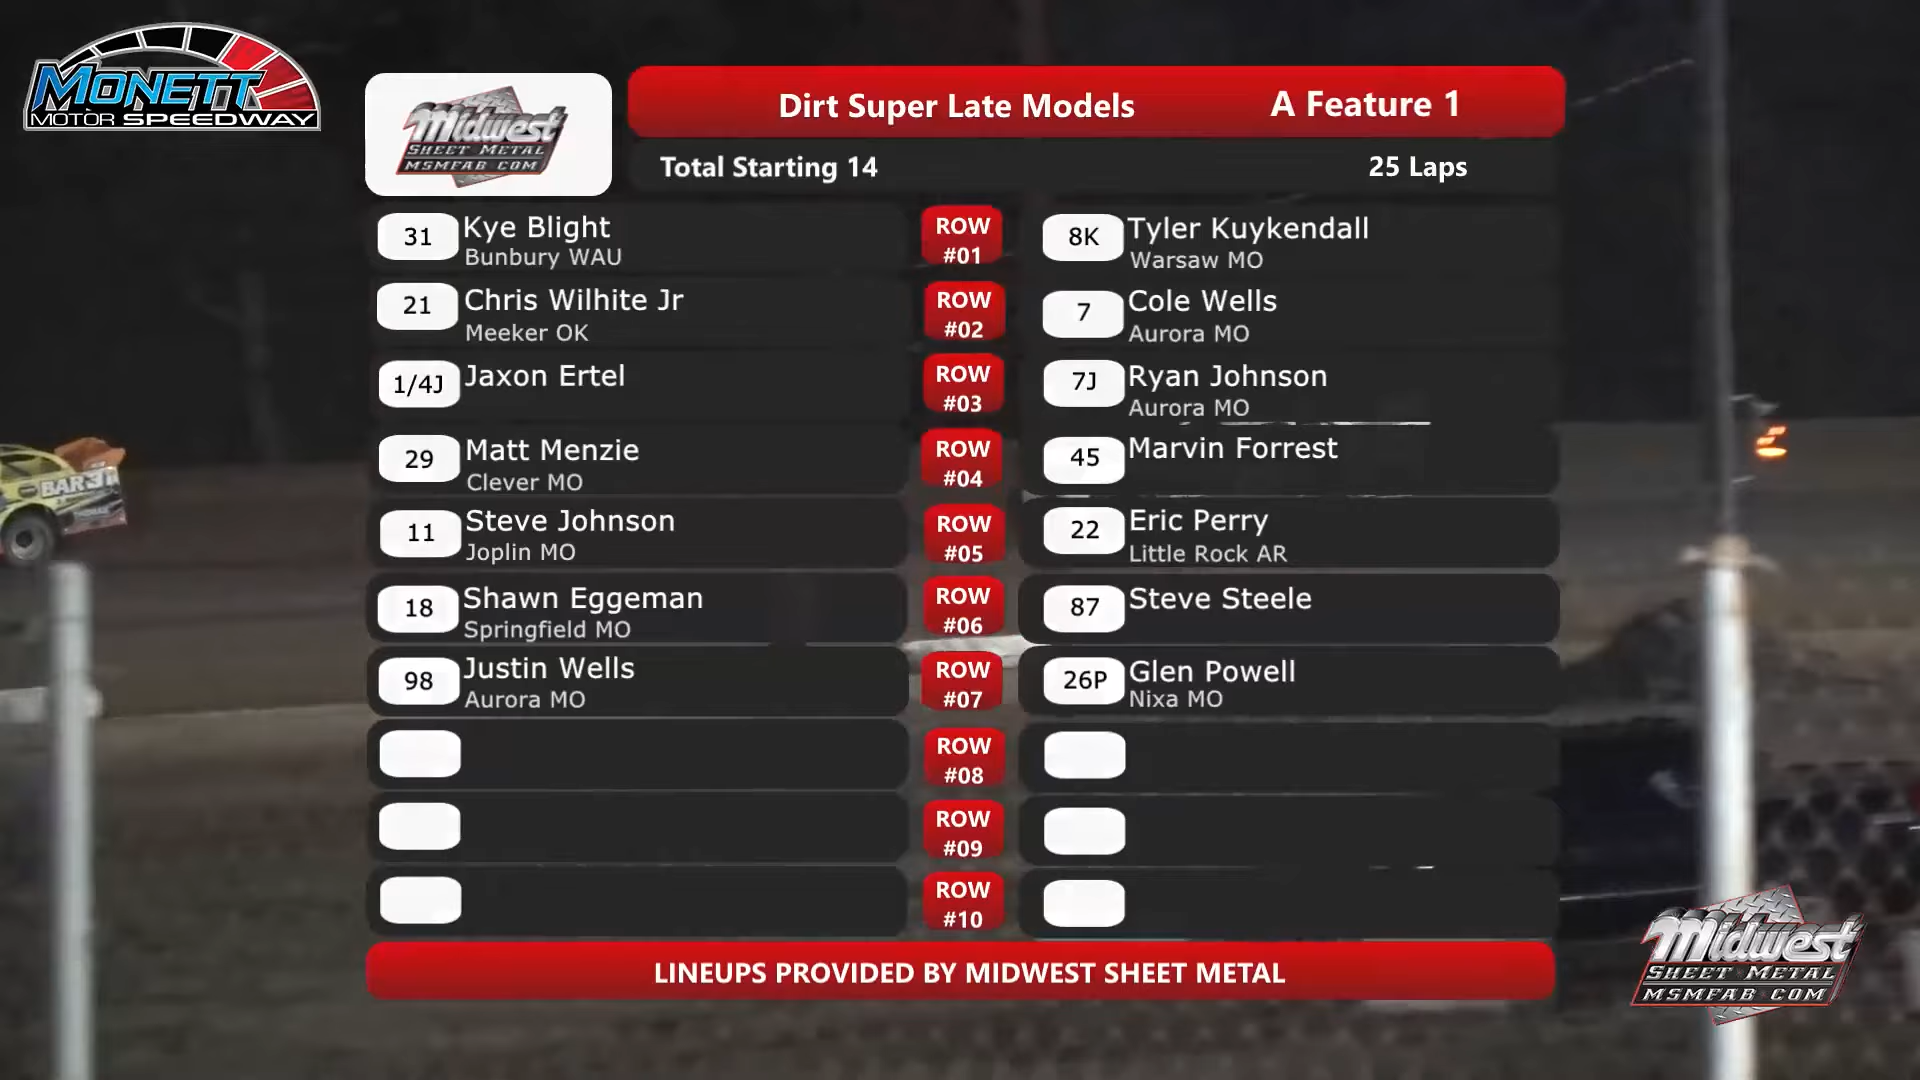 MONETT
MOTOR SPEEDWAY
Midwest
SHEET METAL
MSMFAB COM
Dirt Super Late Models A Feature 1
Total Starting 14 25 Laps
31 Kye Blight
Bunbury WAU
ROW
#01
8K Tyler Kuykendall
Warsaw MO
21 Chris Wilhite Jr
Meeker OK
ROW
#02
7 Cole Wells
Aurora MO
1/4J Jaxon Ertel
ROW
#03
7J Ryan Johnson
Aurora MO
29 Matt Menzie
Clever MO
ROW
#04
45 Marvin Forrest
11 Steve Johnson
Joplin MO
ROW
#05
22 Eric Perry
Little Rock AR
18 Shawn Eggeman
Springfield MO
ROW
#06
87 Steve Steele
98 Justin Wells
Aurora MO
ROW
#07
26P Glen Powell
Nixa MO
ROW
#08
ROW
#09
ROW
#10
LINEUPS PROVIDED BY MIDWEST SHEET METAL
BAR
Midwest
SHEET METAL
MSMFAB COM